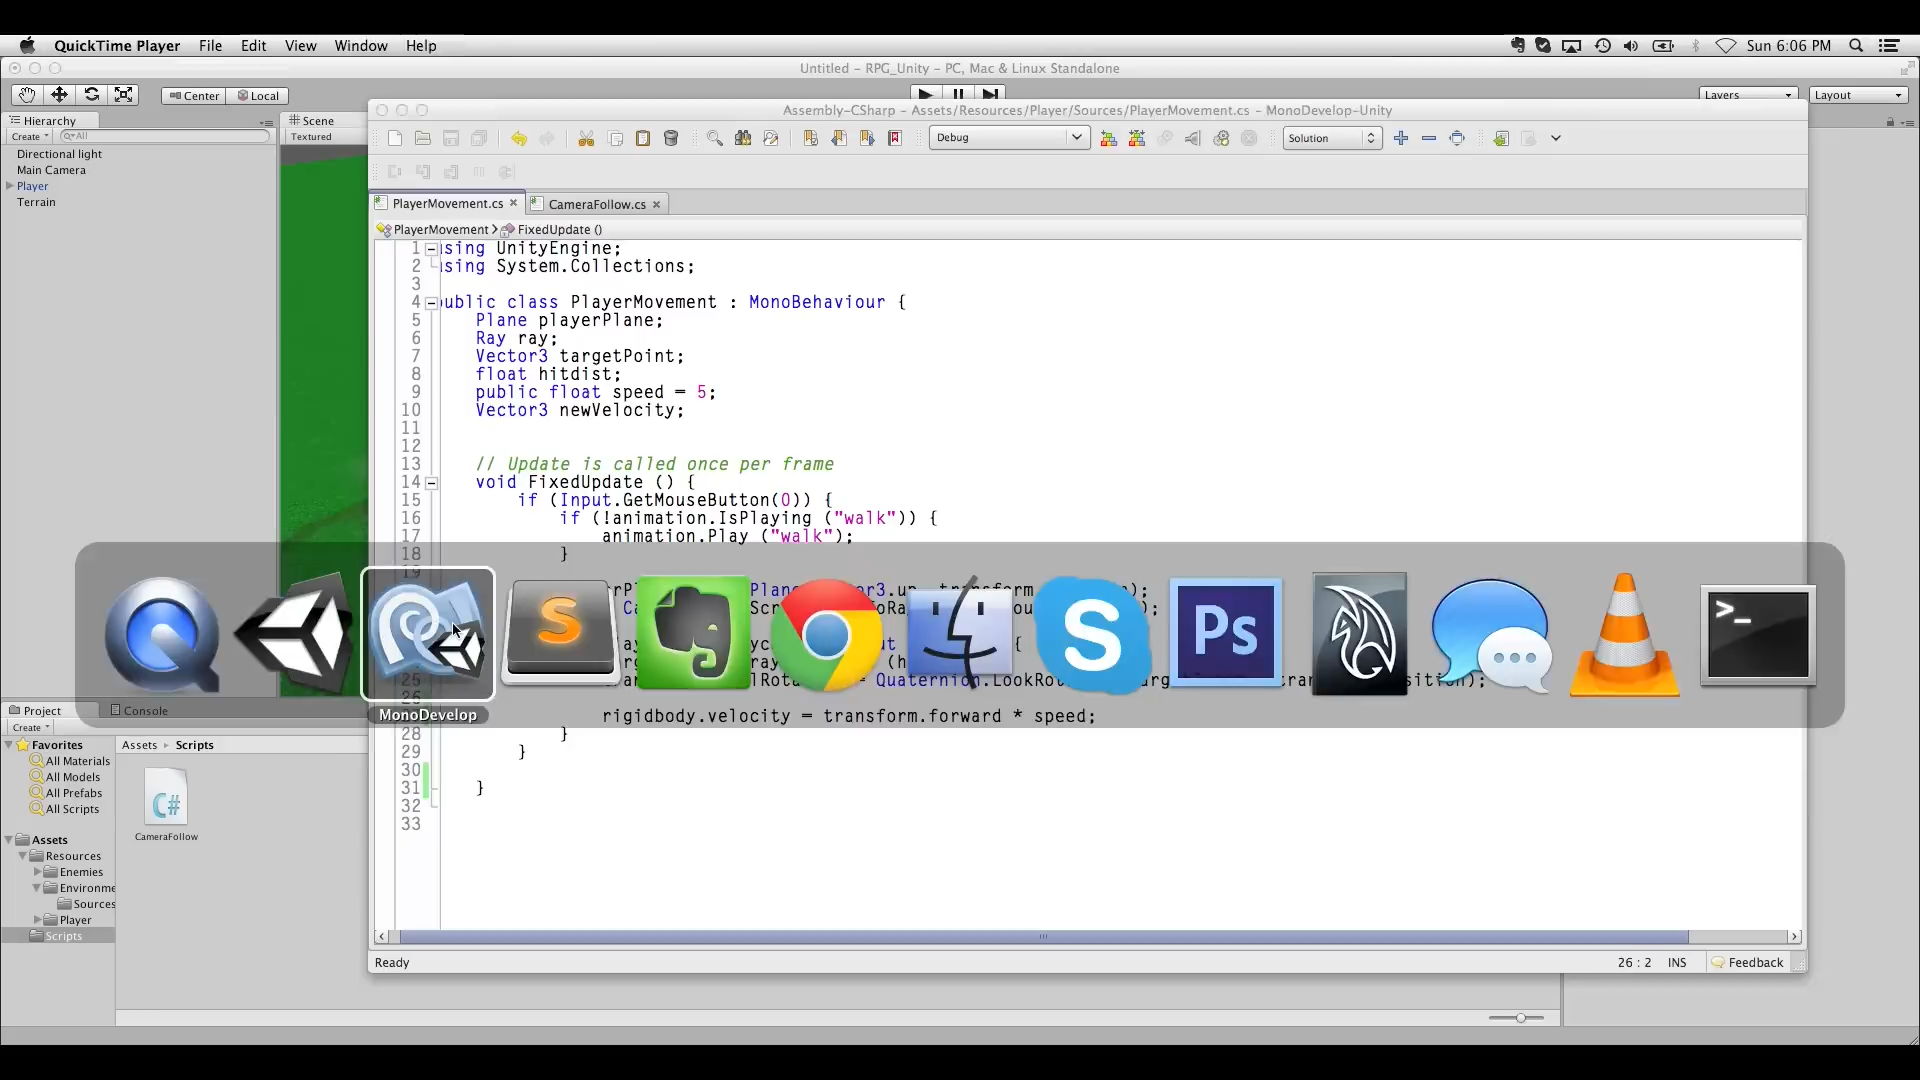 QuickTime Player File Edit View Window Help
Sun 6:06 PM
Untitled - RPG_Unity - PC, Mac & Linux Standalone
Center Local
Layers Layout
Hierarchy
Create All
Directional light
Main Camera
Player
Terrain
Scene
Textured
Assembly-CSharp - Assets/Resources/Player/Sources/PlayerMovement.cs - MonoDevelop-Unity
Debug
Solution
PlayerMovement.cs CameraFollow.cs
PlayerMovement FixedUpdate ()
1 using UnityEngine;
2 using System.Collections;
3
4 public class PlayerMovement : MonoBehaviour {
5 Plane playerPlane;
6 Ray ray;
7 Vector3 targetPoint;
8 float hitdist;
9 public float speed = 5;
10 Vector3 newVelocity;
11
12
13 // Update is called once per frame
14 void FixedUpdate () {
15 if (Input.GetMouseButton(0)) {
16 if (!animation.IsPlaying ("walk")) {
17 animation.Play ("walk");
18 }
19
25 Quaternion.LookRo
rigidbody.velocity = transform.forward * speed;
28 }
29 }
30
31 }
32
33
S
S
Ps
>_
MonoDevelop
Ready
26 : 2 INS Feedback
Project Console
Create
Favorites
All Materials
All Models
All Prefabs
All Scripts
Assets
Resources
Enemies
Environme
Sources
Player
Scripts
Assets Scripts
C#
CameraFollow